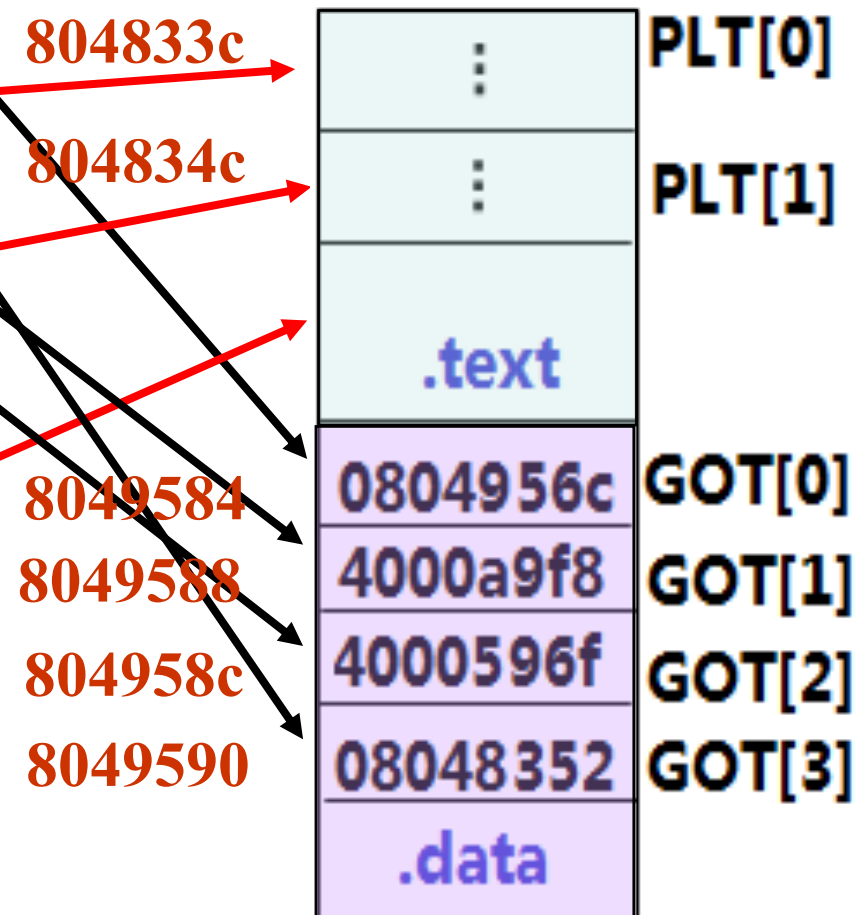 804833c
PLT[0]
804834c
PLT[1]
.text
8049584
0804956c
GOT[0]
8049588
4000a9f8
GOT[1]
804958c
4000596f
GOT[2]
8049590
08048352
GOT[3]
.data